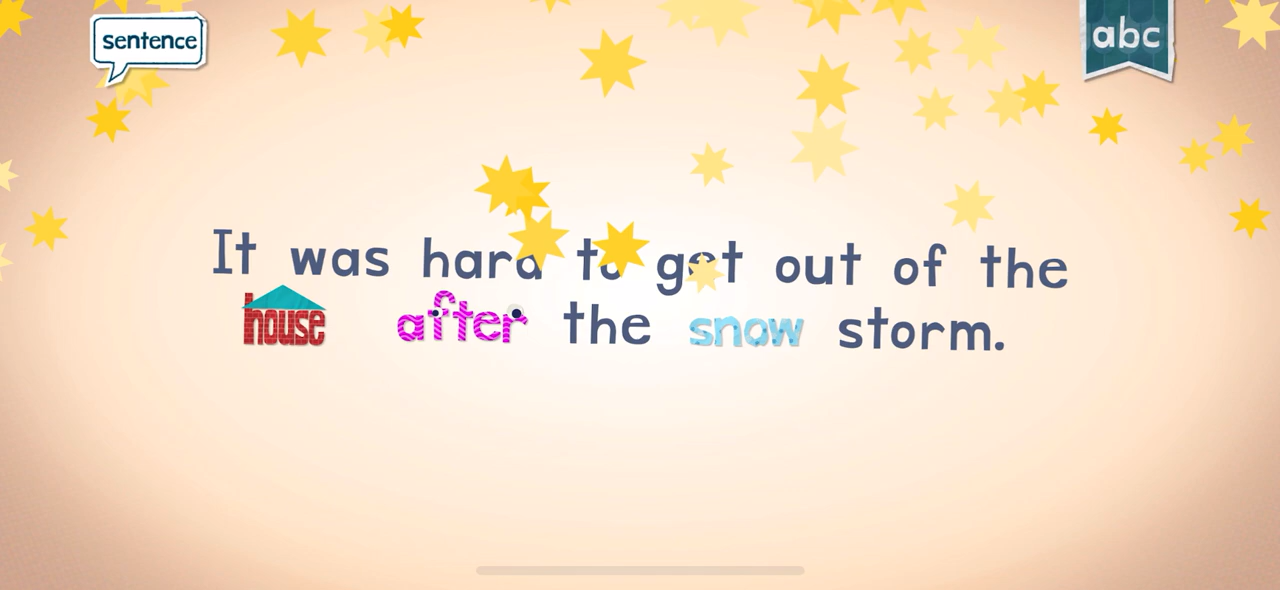 sentence
abc
It was hard to get out of the
house after the snow storm.